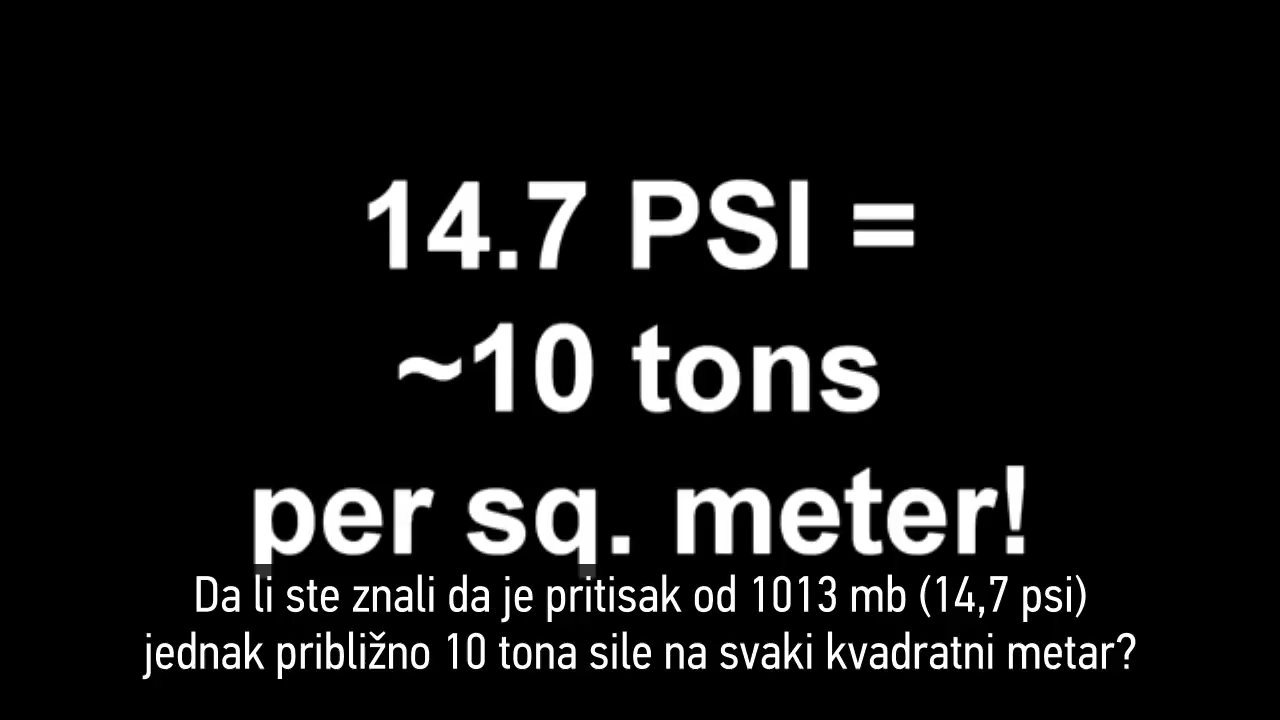 14.7 PSI =
~10 tons
per sq. meter!
Da li ste znali da je pritisak od 1013 mb (14,7 psi)
jednak približno 10 tona sile na svaki kvadratni metar?